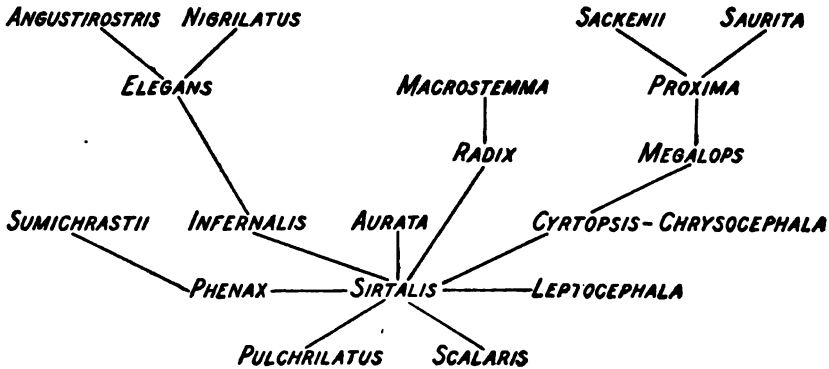 ANGUSTIROSTRIS NIGRILATUS SACKENII SAURITA
ELEGANS MACROSTEMMA PROXIMA
RADIX MEGALOPS
SUMICHRASTII INFERNALIS AURATA CYRTOPSIS-CHRYSOCEPHALA
PHENAX SIRTALIS LEPTOCEPHALA
PULCHRILATUS SCALARIS